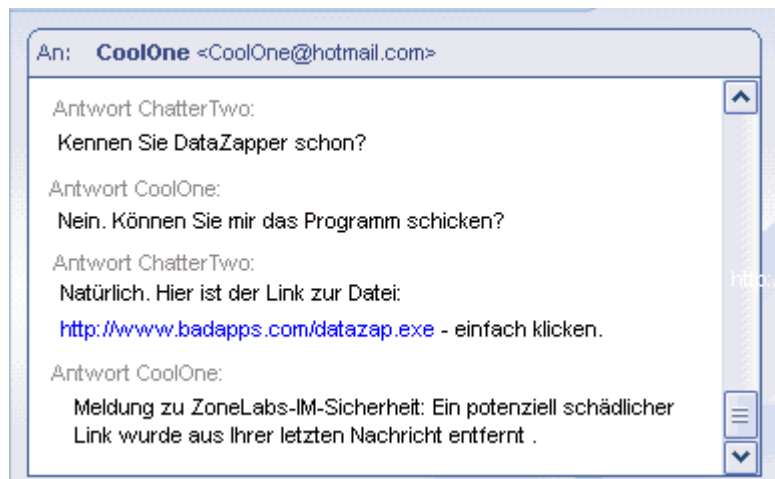 An: CoolOne <CoolOne@hotmail.com>
Antwort ChatterTwo:
Kennen Sie DataZapper schon?
Antwort CoolOne:
Nein. Können Sie mir das Programm schicken?
Antwort ChatterTwo:
Natürlich. Hier ist der Link zur Datei:
http://www.badapps.com/datazap.exe - einfach klicken.
Antwort CoolOne:
Meldung zu ZoneLabs-IM-Sicherheit: Ein potenziell schädlicher
Link wurde aus Ihrer letzten Nachricht entfernt .